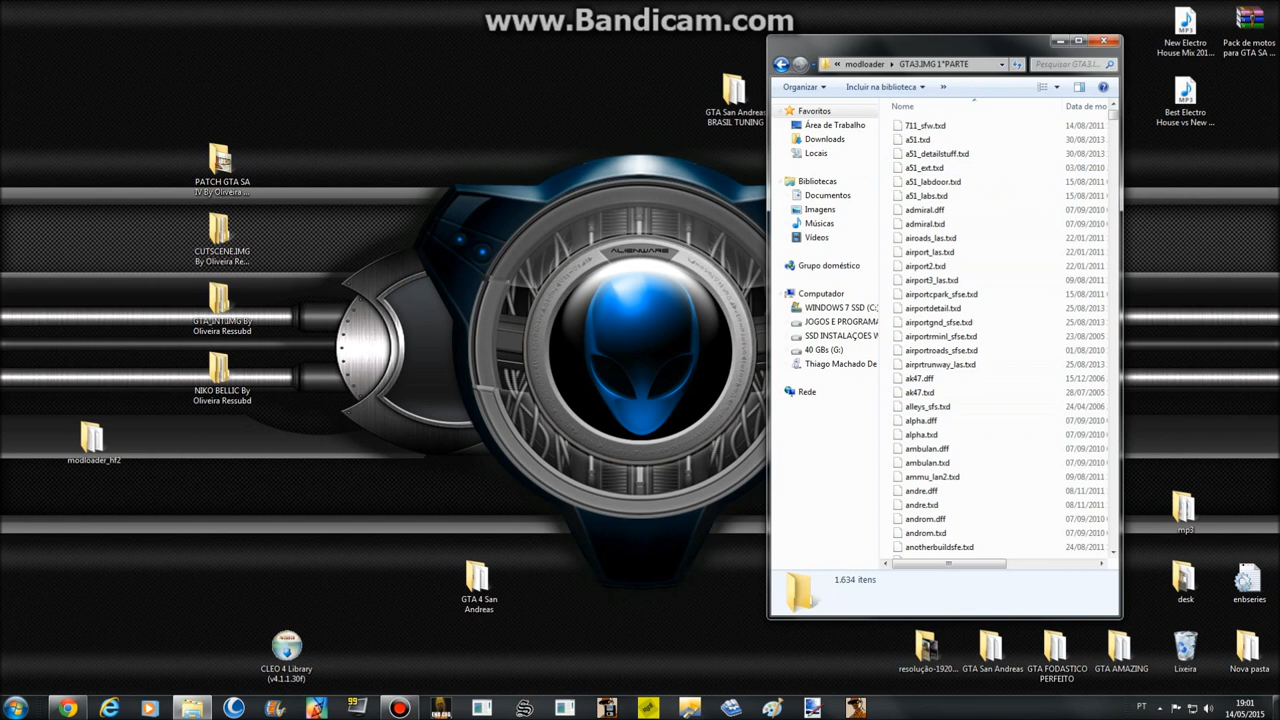 www.Bandicam.com
New Electro
House Mix 201...
Pack de motos
para GTA SA ...
GTA San Andreas
BRASIL TUNING
Best Electro
House vs New ...
PATCH GTA SA
IV By Oliveira ...
CUTSCENE.IMG
By Oliveira Re...
GTA_INT.IMG By
Oliveira Ressubd
NIKO BELLIC By
Oliveira Ressubd
modloader_hf2
GTA 4 San
Andreas
CLEO 4 Library
(v4.1.1.30f)
ALIENWARE
« modloader ▸ GTA3.IMG 1ªPARTE
Pesquisar GTA3.I...
Organizar
Incluir na biblioteca
»
Favoritos
Área de Trabalho
Downloads
Locais
Bibliotecas
Documentos
Imagens
Músicas
Vídeos
Grupo doméstico
Computador
WINDOWS 7 SSD (C:
JOGOS E PROGRAMA
SSD INSTALAÇOES W
40 GBs (G:)
Thiago Machado De
Rede
Nome Data de mo
711_sfw.txd 14/08/2011
a51.txd 30/08/2013
a51_detailstuff.txd 30/08/2013
a51_ext.txd 03/08/2010
a51_labdoor.txd 15/08/2011
a51_labs.txd 15/08/2011
admiral.dff 07/09/2010
admiral.txd 07/09/2010
airoads_las.txd 22/01/2011
airport_las.txd 22/01/2011
airport2.txd 22/01/2011
airport3_las.txd 09/08/2011
airportcpark_sfse.txd 15/08/2011
airportdetail.txd 25/08/2013
airportgnd_sfse.txd 25/08/2013
airportrminl_sfse.txd 23/08/2005
airportroads_sfse.txd 01/08/2010
airprtrunway_las.txd 25/08/2013
ak47.dff 15/12/2006
ak47.txd 28/07/2005
alleys_sfs.txd 24/04/2006
alpha.dff 07/09/2010
alpha.txd 07/09/2010
ambulan.dff 07/09/2010
ambulan.txd 07/09/2010
ammu_lan2.txd 09/08/2011
andre.dff 08/11/2011
andre.txd 08/11/2011
androm.dff 07/09/2010
androm.txd 07/09/2010
anotherbuildsfe.txd 24/08/2011
1.634 itens
mp3
desk
enbseries
resolução-1920...
GTA San Andreas
GTA FODASTICO
PERFEITO
GTA AMAZING
Lixeira
Nova pasta
99
PT
19:01
14/05/2015